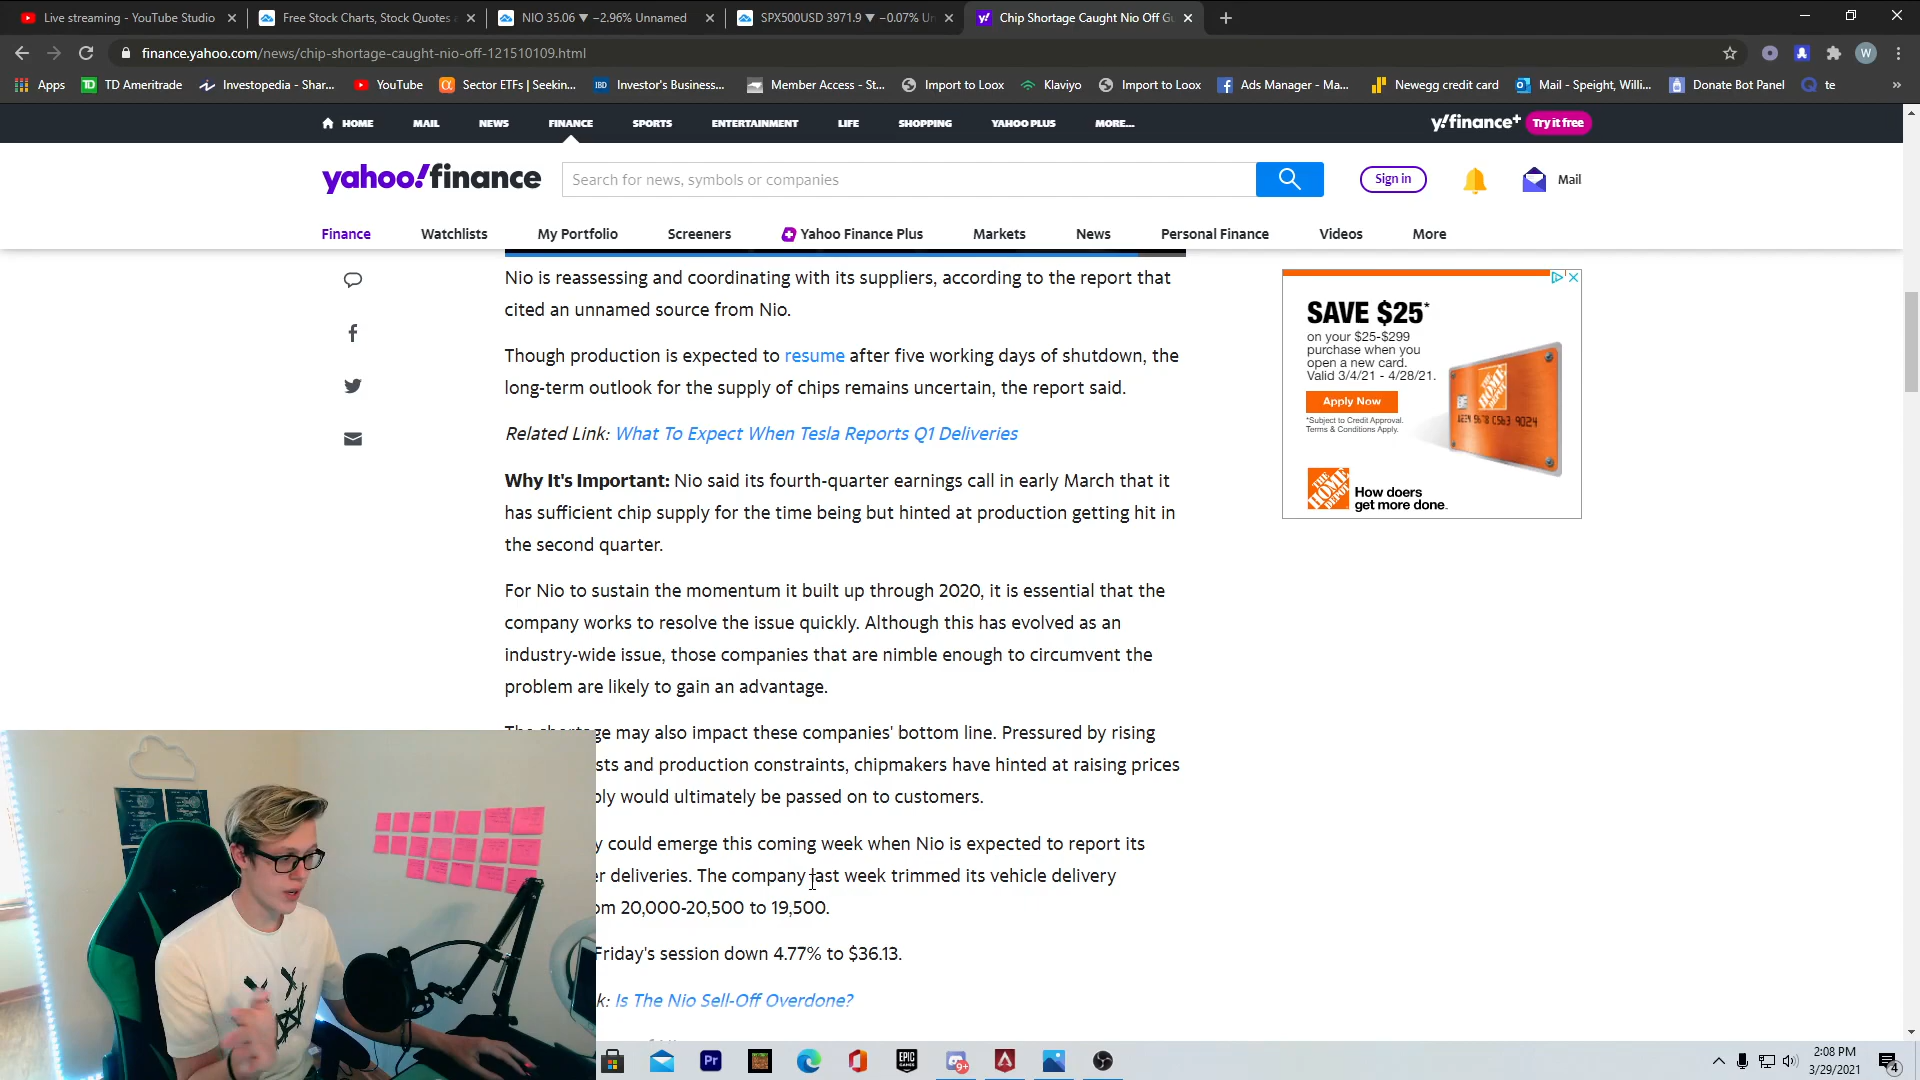 Live streaming - YouTube Studio
Free Stock Charts, Stock Quotes
NIO 35.06 ▼ −2.96% Unnamed
SPX500USD 3971.9 ▼ −0.07% Un
Chip Shortage Caught Nio Off Gu
finance.yahoo.com/news/chip-shortage-caught-nio-off-121510109.html
W
Apps
TD Ameritrade
Investopedia - Shar...
YouTube
Sector ETFs | Seekin...
IBD
Investor's Business...
Member Access - St...
Import to Loox
Klaviyo
Import to Loox
Ads Manager - Ma...
Newegg credit card
Mail - Speight, Willi...
Donate Bot Panel
te
»
HOME
MAIL
NEWS
FINANCE
SPORTS
ENTERTAINMENT
LIFE
SHOPPING
YAHOO PLUS
MORE...
y!finance+
Try it free
yahoo!finance
Search for news, symbols or companies
Sign in
Mail
Finance
Watchlists
My Portfolio
Screeners
Yahoo Finance Plus
Markets
News
Personal Finance
Videos
More
Nio is reassessing and coordinating with its suppliers, according to the report that
cited an unnamed source from Nio.
Though production is expected to resume after five working days of shutdown, the
long-term outlook for the supply of chips remains uncertain, the report said.
Related Link: What To Expect When Tesla Reports Q1 Deliveries
Why It's Important: Nio said its fourth-quarter earnings call in early March that it
has sufficient chip supply for the time being but hinted at production getting hit in
the second quarter.
For Nio to sustain the momentum it built up through 2020, it is essential that the
company works to resolve the issue quickly. Although this has evolved as an
industry-wide issue, those companies that are nimble enough to circumvent the
problem are likely to gain an advantage.
The shortage may also impact these companies' bottom line. Pressured by rising
sts and production constraints, chipmakers have hinted at raising prices
bly would ultimately be passed on to customers.
y could emerge this coming week when Nio is expected to report its
er deliveries. The company last week trimmed its vehicle delivery
om 20,000-20,500 to 19,500.
Friday's session down 4.77% to $36.13.
k: Is The Nio Sell-Off Overdone?
SAVE $25*
on your $25-$299
purchase when you
open a new card.
Valid 3/4/21 - 4/28/21.
Apply Now
*Subject to Credit Approval.
Terms & Conditions Apply.
THE HOME DEPOT
How doers
get more done.
Pr
EPIC GAMES
9+
2:08 PM
3/29/2021
4